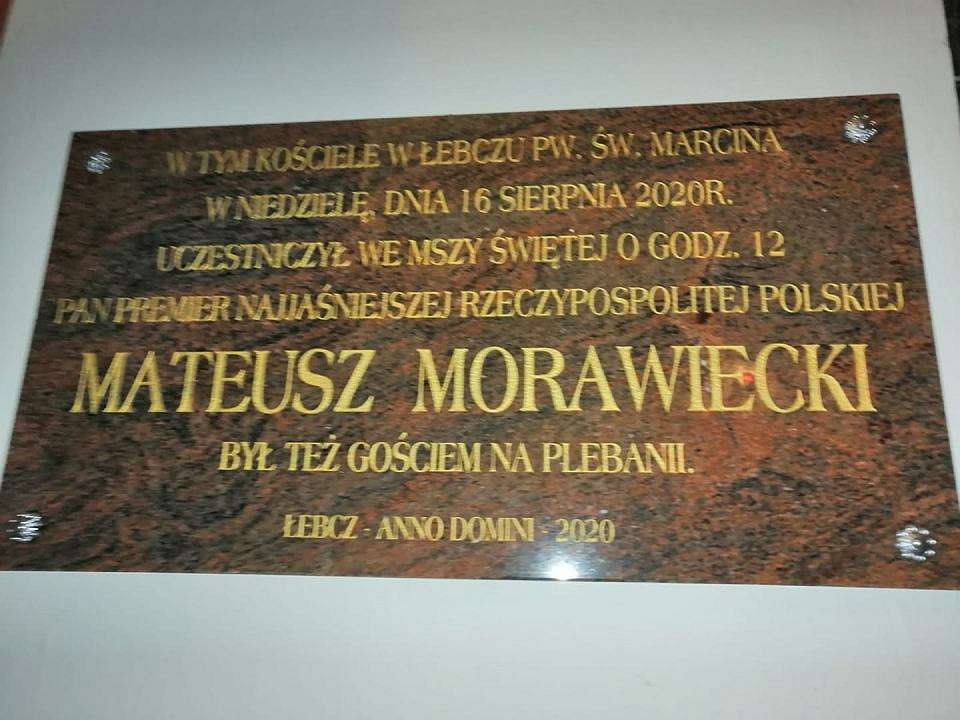 W TYM KOŚCIELE W ŁEBCZU PW. ŚW. MARCINA
W NIEDZIELĘ, DNIA 16 SIERPNIA 2020R.
UCZESTNICZYŁ WE MSZY ŚWIĘTEJ O GODZ. 12
PAN PREMIER NAJJAŚNIEJSZEJ RZECZYPOSPOLITEJ POLSKIEJ
MATEUSZ MORAWIECKI
BYŁ TEŻ GOŚCIEM NA PLEBANII.
ŁEBCZ - ANNO DOMINI - 2020